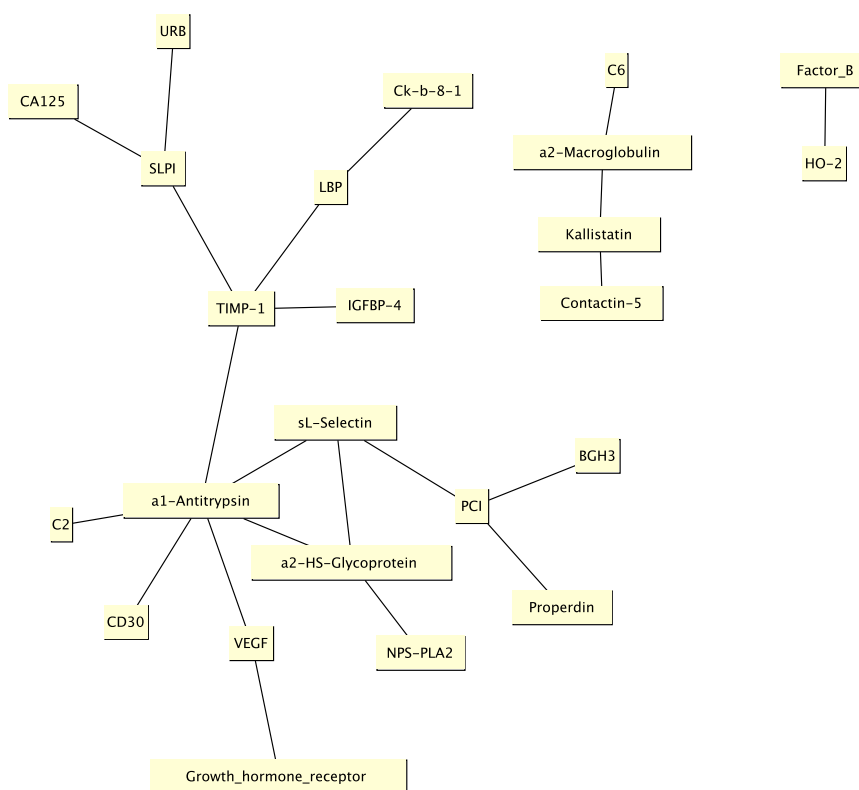 URB
C6
Factor_B
Ck-b-8-1
CA125
a2-Macroglobulin
HO-2
SLPI
LBP
Kallistatin
Contactin-5
IGFBP-4
TIMP-1
sL-Selectin
BGH3
a1-Antitrypsin
PCI
C2
a2-HS-Glycoprotein
Properdin
CD30
VEGF
NPS-PLA2
Growth_hormone_receptor